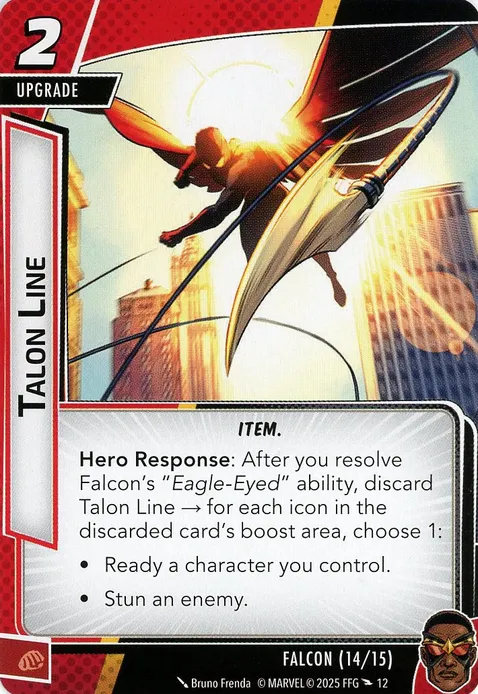 2
UPGRADE
TALON LINE
ITEM.
Hero Response: After you resolve
Falcon's "Eagle-Eyed" ability, discard
Talon Line → for each icon in the
discarded card's boost area, choose 1:
• Ready a character you control.
• Stun an enemy.
FALCON (14/15)
Bruno Frenda © MARVEL © 2025 FFG 12